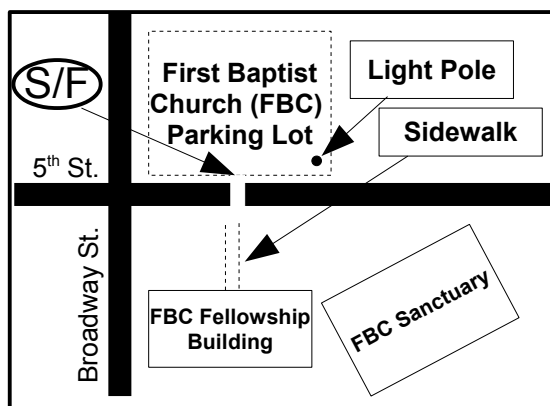 S/F
First Baptist
Church (FBC)
Parking Lot
Light Pole
Sidewalk
5th St.
Broadway St.
FBC Fellowship
Building
FBC Sanctuary